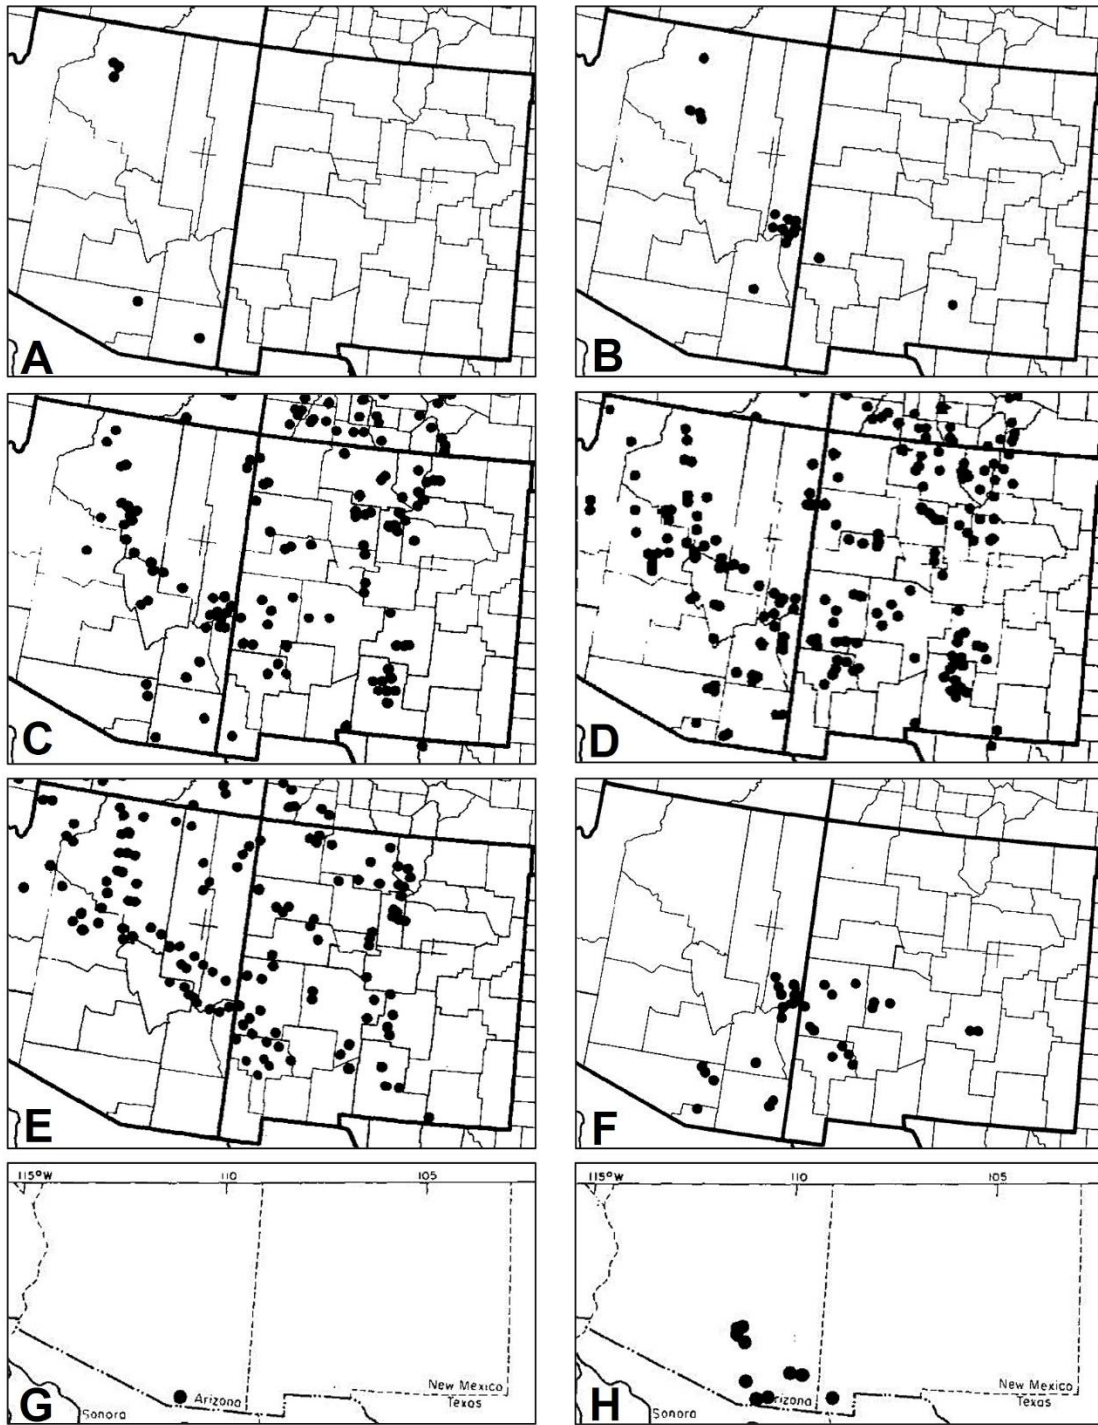 A
B
C
D
E
F
115°W 110 105
G
Arizona
New Mexico
Texas
Sonora
115°W 110 105
H
Arizona
New Mexico
Texas
Sonora